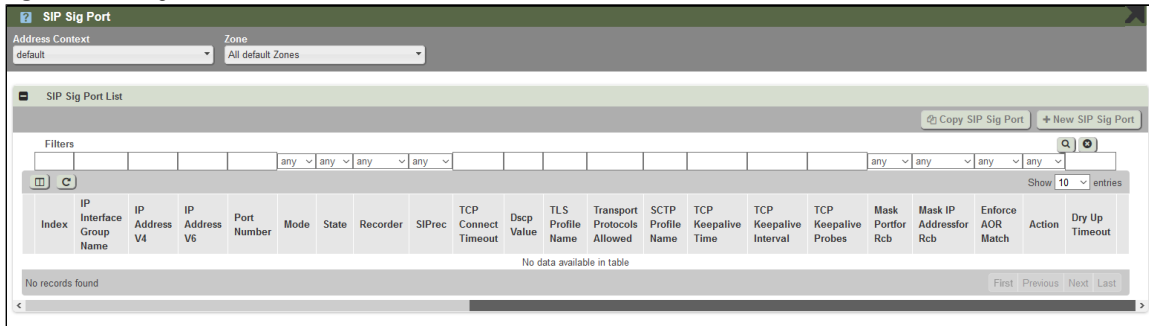 ? SIP Sig Port
Address Context Zone
default All default Zones
SIP Sig Port List
Copy SIP Sig Port + New SIP Sig Port
Filters
any any any any any any any any
Show 10 entries
Index IP Interface Group Name IP Address V4 IP Address V6 Port Number Mode State Recorder SIPrec TCP Connect Timeout Dscp Value TLS Profile Name Transport Protocols Allowed SCTP Profile Name TCP Keepalive Time TCP Keepalive Interval TCP Keepalive Probes Mask Portfor Rcb Mask IP Addressfor Rcb Enforce AOR Match Action Dry Up Timeout
No data available in table
No records found First Previous Next Last